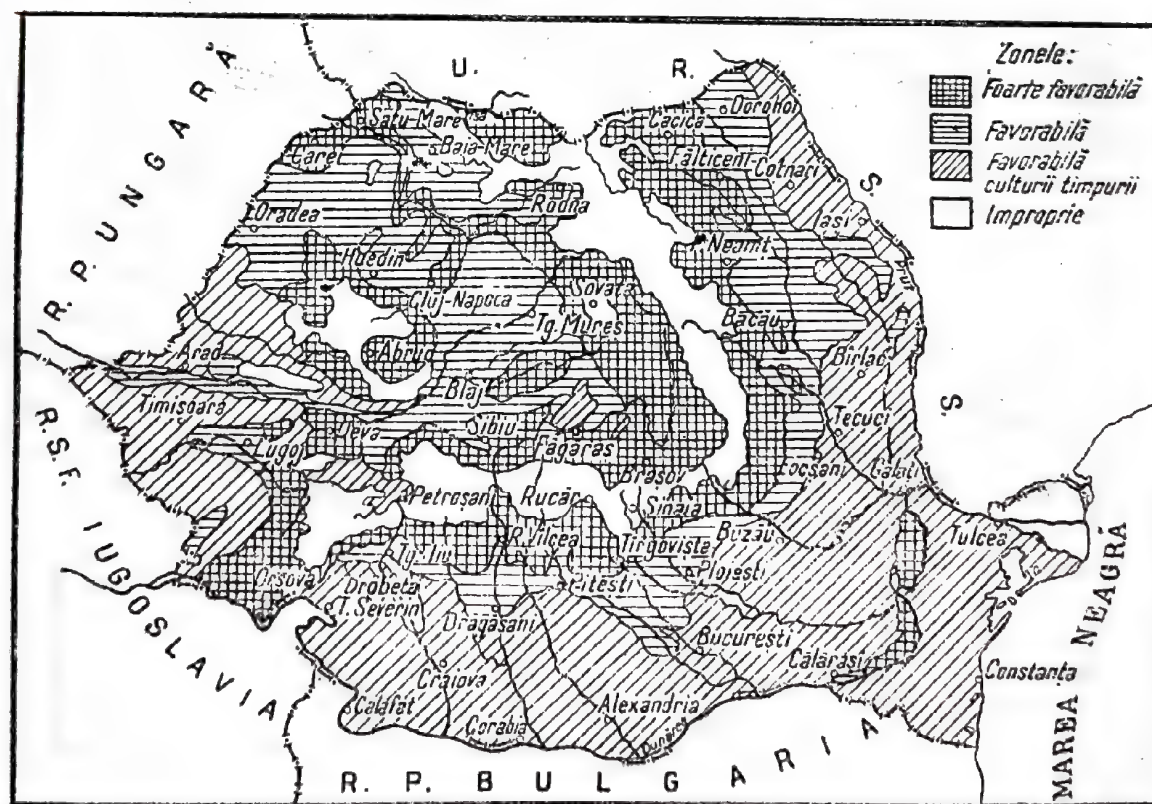 Zonele:
Foarte favorabilă
Favorabilă
Favorabilă
culturii timpurii
Improprie
R. P. UNGARĂ
U. R. S. S.
R.S.F. IUGOSLAVIA
R. P. BULGARIA
MAREA NEAGRĂ
Satu-Mare
Baia-Mare
Carei
Oradea
Rodna
Cacica
Dorohoi
Fălticeni
Cotnari
Iași
Neamț
Huedin
Cluj-Napoca
Sovata
Tg. Mureș
Bacău
Prut
Abrud
Bîrlad
Arad
Blaj
Timișoara
Deva
Sibiu
Făgăraș
Tecuci
Lugoj
Brașov
Focșani
Galați
Petroșani
Rucăr
Sinaia
Tulcea
Tg. Jiu
R. Vîlcea
Tîrgoviște
Buzău
Ploiești
Orșova
Drobeta
T. Severin
Pitești
Drăgășani
București
Călărași
Constanța
Craiova
Calafat
Alexandria
Corabia
Dunărea